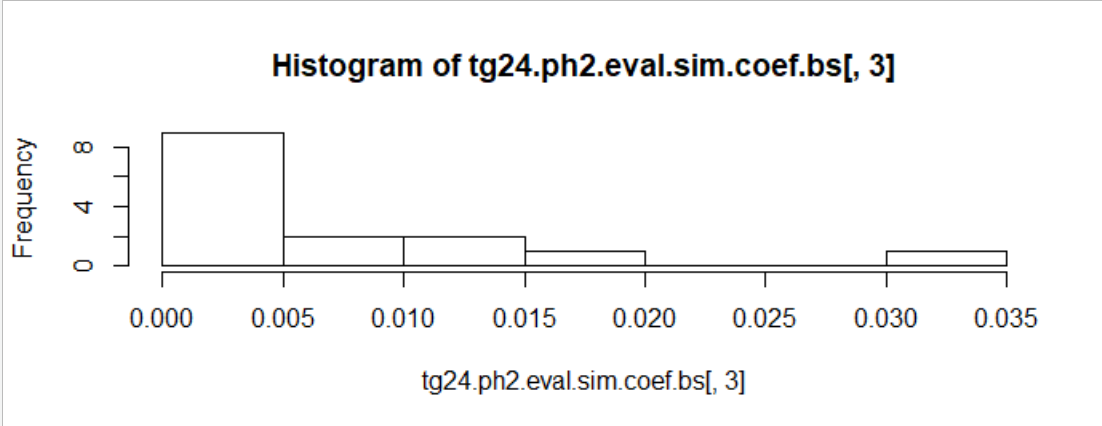 Histogram of tg24.ph2.eval.sim.coef.bs[, 3]
Frequency
8
4
0
0.000 0.005 0.010 0.015 0.020 0.025 0.030 0.035
tg24.ph2.eval.sim.coef.bs[, 3]